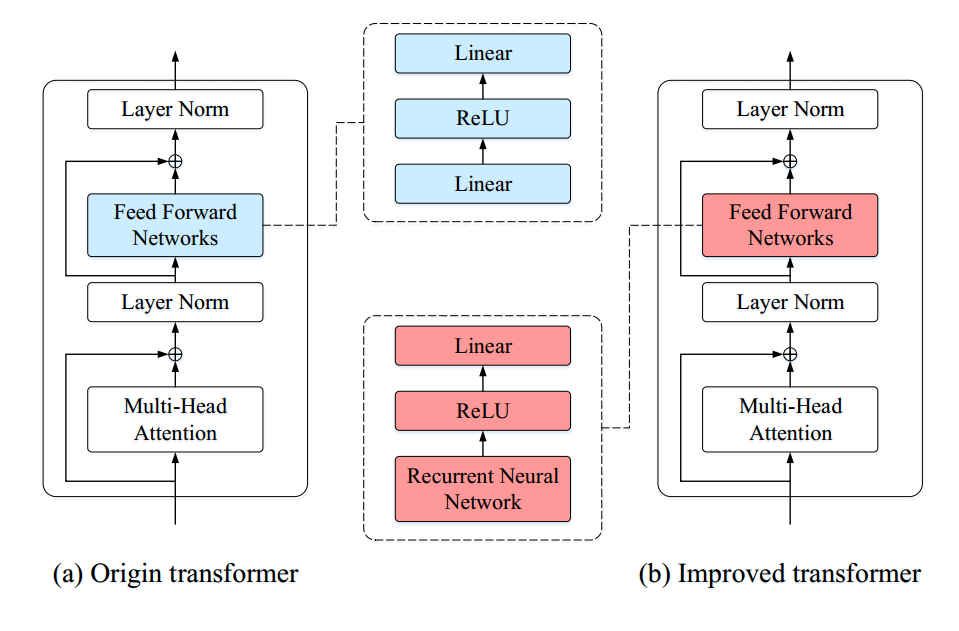 Layer Norm
Feed Forward
Networks
Layer Norm
Multi-Head
Attention
(a) Origin transformer
Linear
ReLU
Linear
Linear
ReLU
Recurrent Neural
Network
Layer Norm
Feed Forward
Networks
Layer Norm
Multi-Head
Attention
(b) Improved transformer